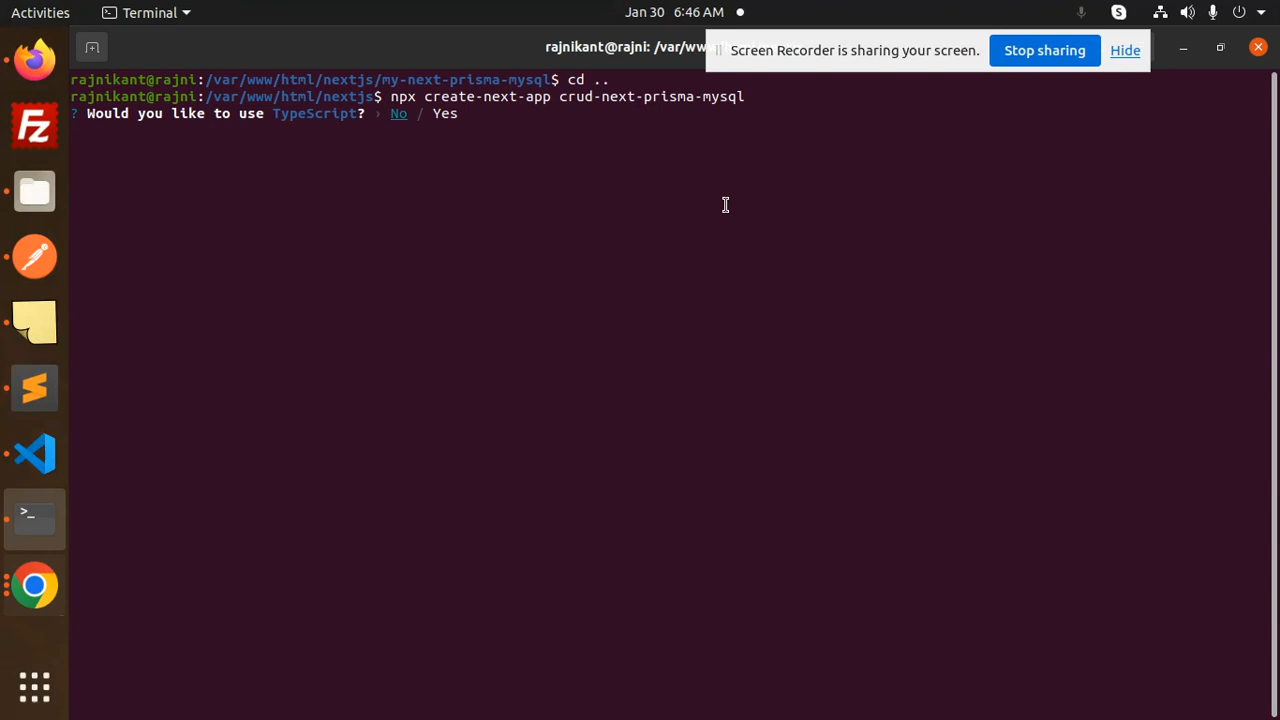 Activities
Terminal
Jan 30 6:46 AM
rajnikant@rajni: /var/ww
Screen Recorder is sharing your screen.
Stop sharing
Hide
rajnikant@rajni:/var/www/html/nextjs/my-next-prisma-mysql$ cd ..
rajnikant@rajni:/var/www/html/nextjs$ npx create-next-app crud-next-prisma-mysql
? Would you like to use TypeScript? › No / Yes